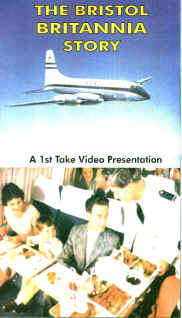 THE BRISTOL
BRITANNIA
STORY
A 1st Take Video Presentation